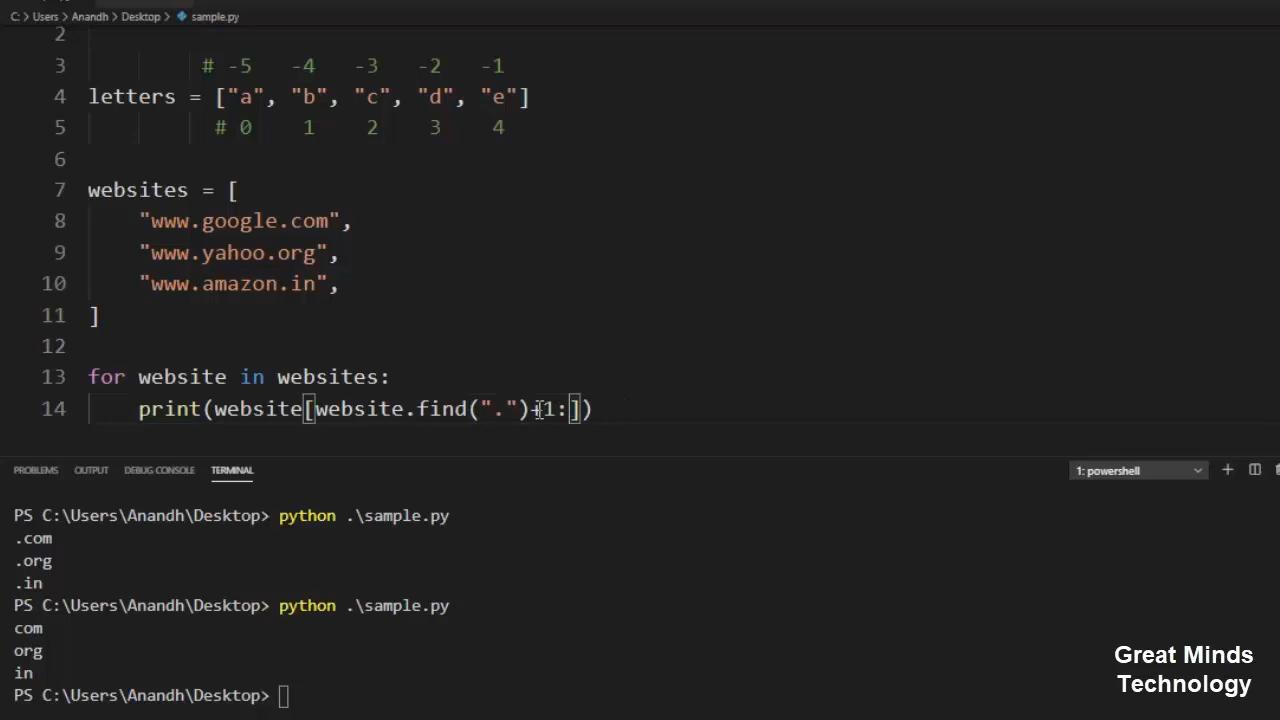 C: > Users > Anandh > Desktop > sample.py
2
3 # -5 -4 -3 -2 -1
4 letters = ["a", "b", "c", "d", "e"]
5 # 0 1 2 3 4
6
7 websites = [
8 "www.google.com",
9 "www.yahoo.org",
10 "www.amazon.in",
11 ]
12
13 for website in websites:
14 print(website[website.find(".")+1:])
PROBLEMS OUTPUT DEBUG CONSOLE TERMINAL 1: powershell
PS C:\Users\Anandh\Desktop> python .\sample.py
.com
.org
.in
PS C:\Users\Anandh\Desktop> python .\sample.py
com
org
in
PS C:\Users\Anandh\Desktop>
Great Minds
Technology